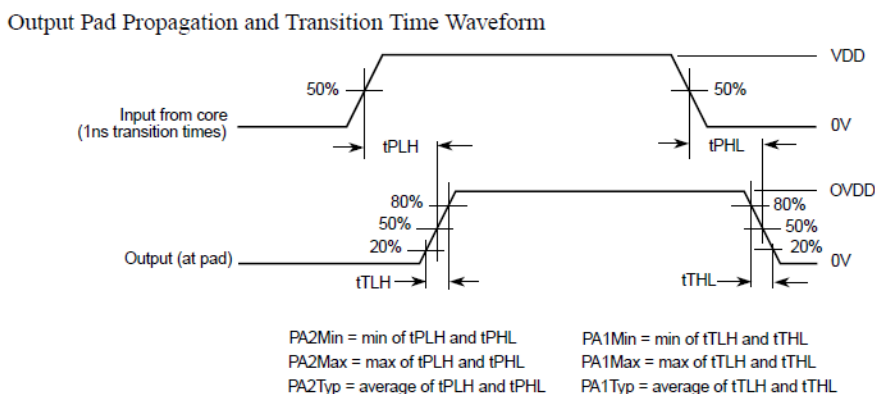 Output Pad Propagation and Transition Time Waveform
VDD
50%
50%
Input from core
(1ns transition times)
0V
tPLH
tPHL
OVDD
80%
80%
50%
50%
20%
20%
Output (at pad)
0V
tTLH
tTHL
PA2Min = min of tPLH and tPHL
PA2Max = max of tPLH and tPHL
PA2Typ = average of tPLH and tPHL
PA1Min = min of tTLH and tTHL
PA1Max = max of tTLH and tTHL
PA1Typ = average of tTLH and tTHL